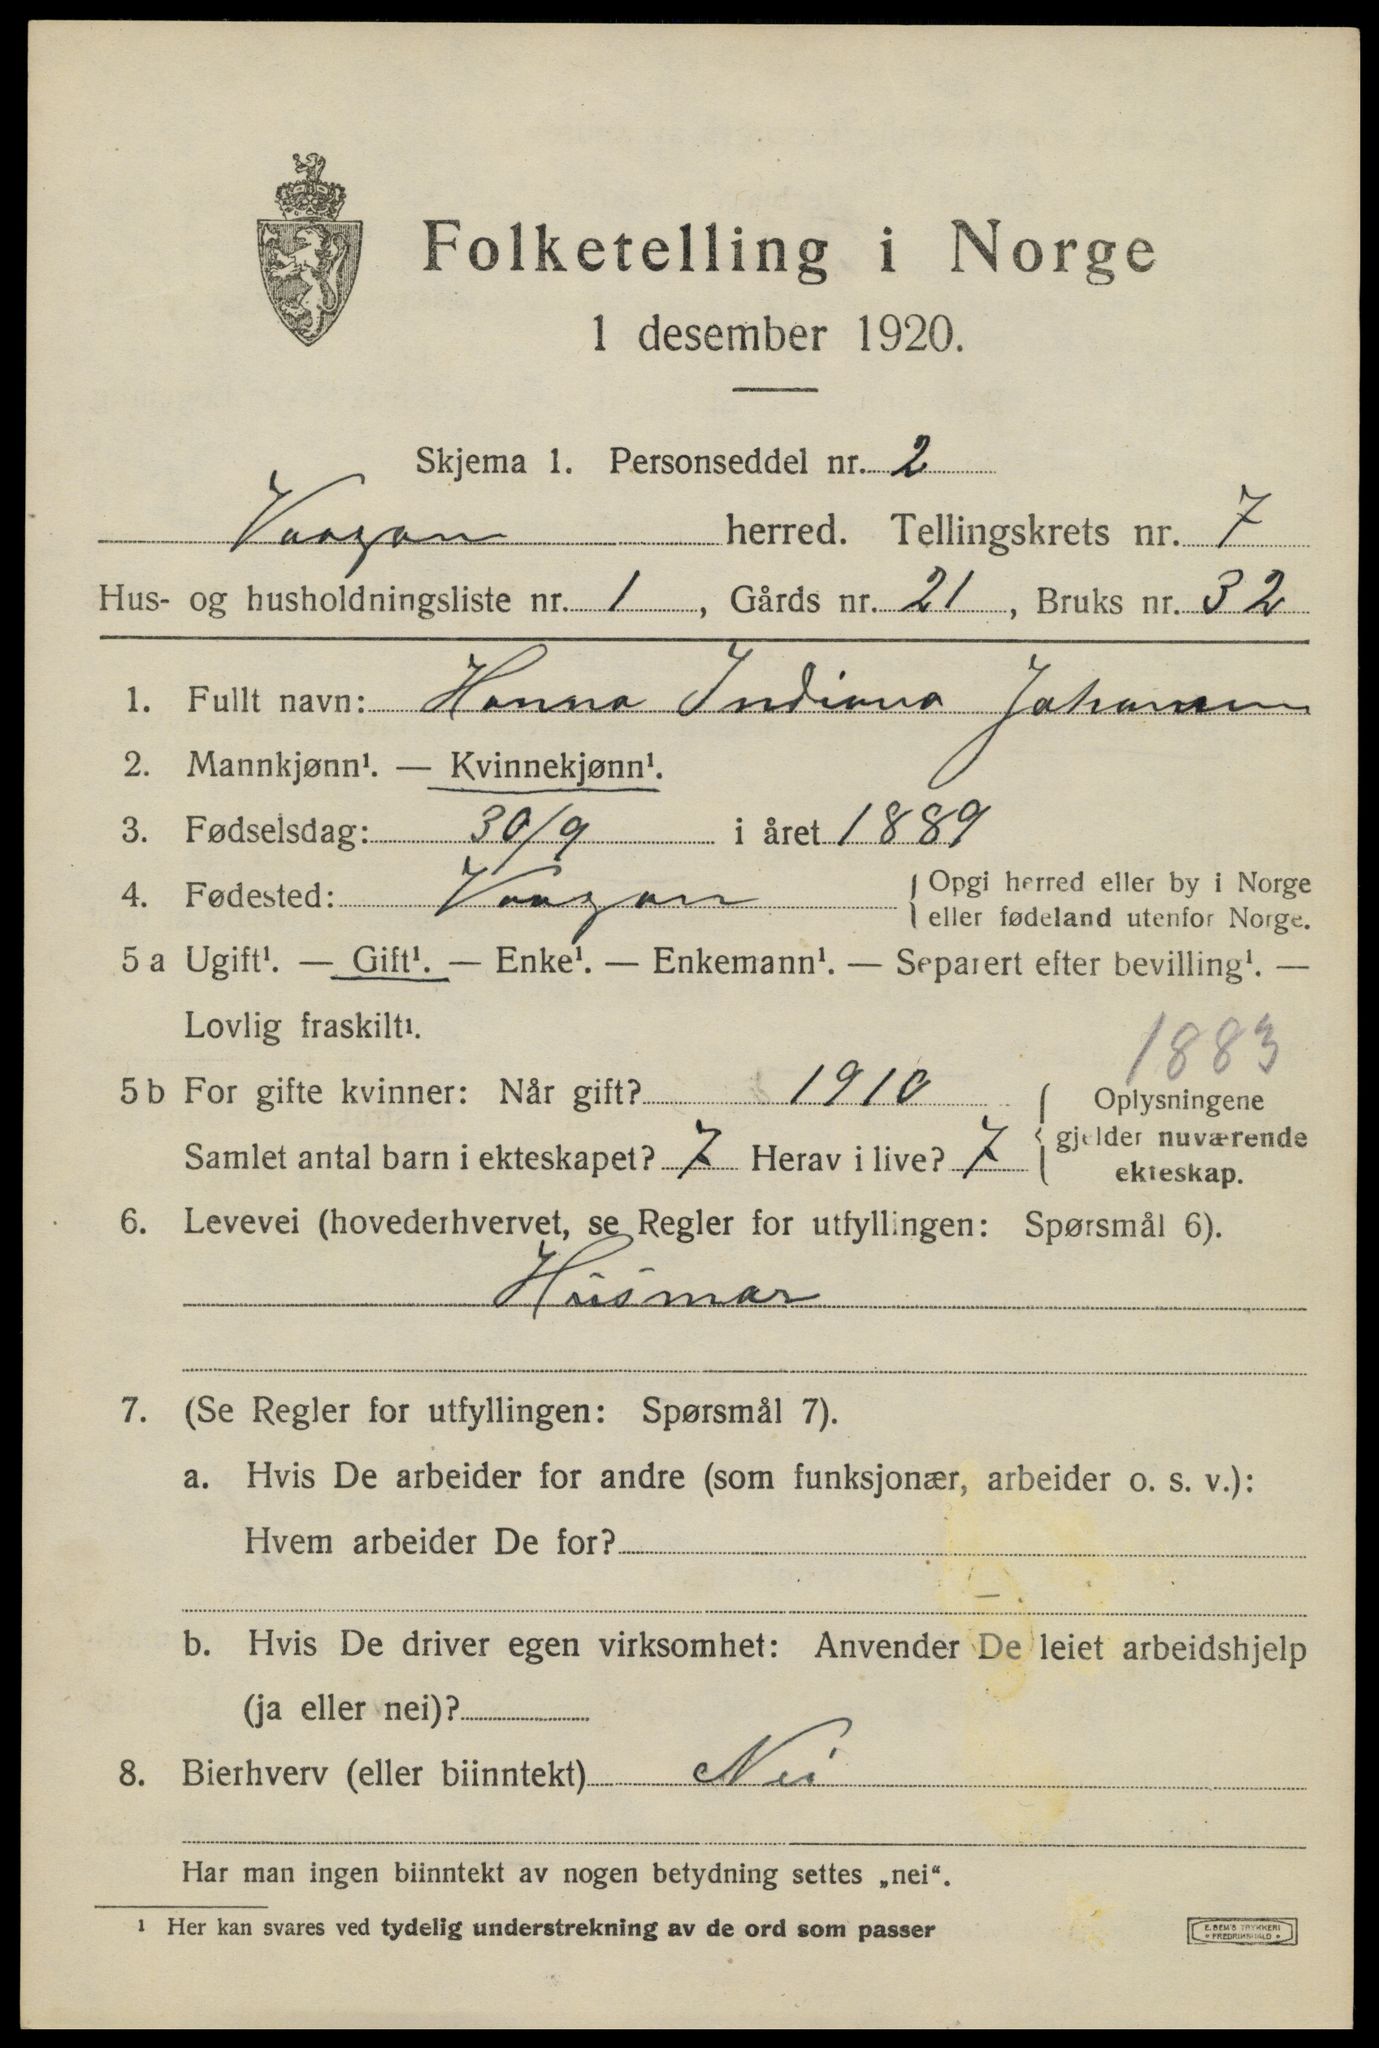 Folketelling i Norge
1 desember 1920.
Skjema 1. Personseddel nr. 2
Vaagan herred. Tellingskrets nr. 7
Hus- og husholdningsliste nr. 1, Gårds nr. 21, Bruks nr. 32
1. Fullt navn: Hanna Indiana Johansen
2. Mannkjønn¹. — Kvinnekjønn¹.
3. Fødselsdag: 30/9 i året 1889
4. Fødested: Vaagan { Opgi herred eller by i Norge
eller fødeland utenfor Norge.
5 a Ugift¹. — Gift¹. — Enke¹. — Enkemann¹. — Separert efter bevilling¹. —
Lovlig fraskilt¹.
1883
5 b For gifte kvinner: Når gift? 1910
Samlet antal barn i ekteskapet? 7 Herav i live? 7
Oplysningene
gjelder nuværende
ekteskap.
6. Levevei (hovederhvervet, se Regler for utfyllingen: Spørsmål 6).
Husmor
7. (Se Regler for utfyllingen: Spørsmål 7).
a. Hvis De arbeider for andre (som funksjonær, arbeider o. s. v.):
Hvem arbeider De for?
–
b. Hvis De driver egen virksomhet: Anvender De leiet arbeidshjelp
(ja eller nei)?
8. Bierhverv (eller biinntekt) Nei
Har man ingen biinntekt av nogen betydning settes „nei“.
¹ Her kan svares ved tydelig understrekning av de ord som passer
E. SEM'S TRYKKERI
• FREDRIKSHALD •